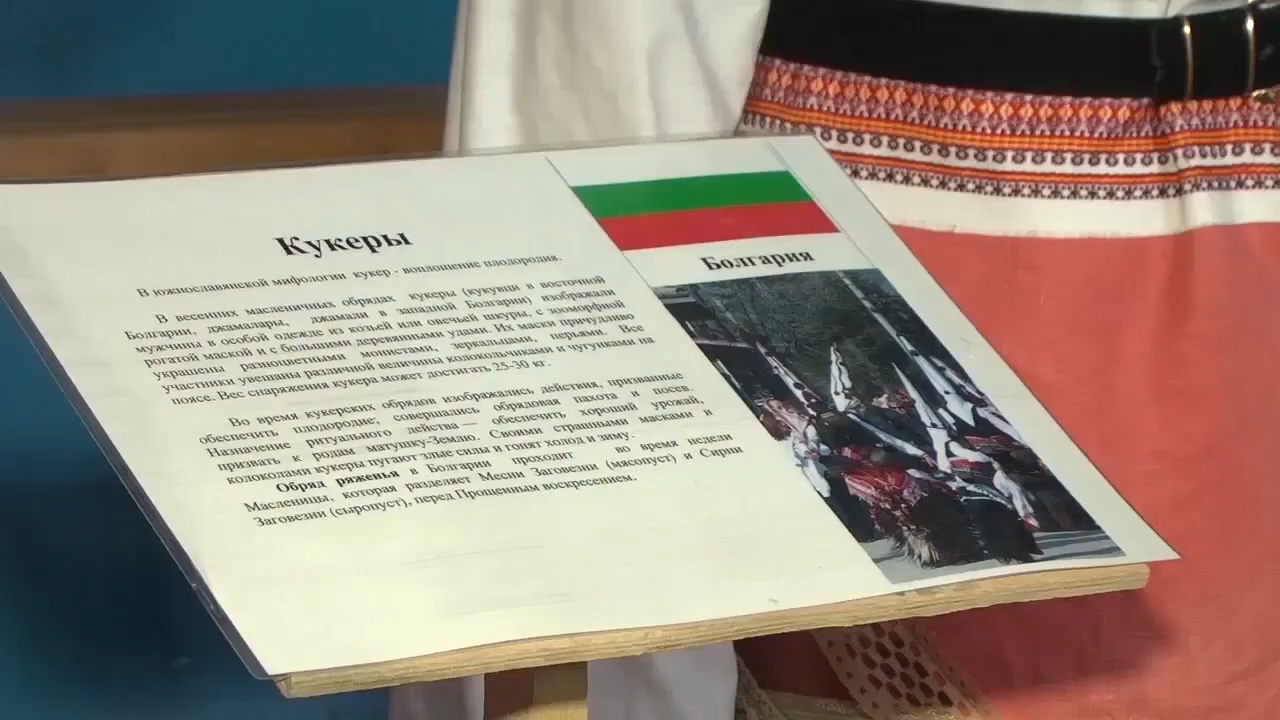 Кукеры
В южнославянской мифологии кукер - воплощение плодородия.
В весенних масленичных обрядах кукеры (кукувци в восточной
Болгарии, джамалары, джамали в западной Болгарии) изображали
мужчины в особой одежде из козьей или овечьей шкуры, с зооморфной
рогатой маской и с большими деревянными удами. Их маски причудливо
украшены разноцветными монистами, зеркальцами, перьями. Все
участники увешаны различной величины колокольчиками и чугунками на
поясе. Вес снаряжения кукера может достигать 25-30 кг.
Во время кукерских обрядов изображались действия, призванные
обеспечить плодородие; совершались обрядовая пахота и посев.
Назначение ритуального действа — обеспечить хороший урожай,
призвать к родам матушку-Землю. Своими страшными масками и
колоколами кукеры пугают злые силы и гонят холод и зиму.
Обряд ряженья в Болгарии проходит во время недели
Масленицы, которая разделяет Месни Заговезни (мясопуст) и Сирни
Заговезни (сыропуст), перед Прощенным воскресением.
Болгария